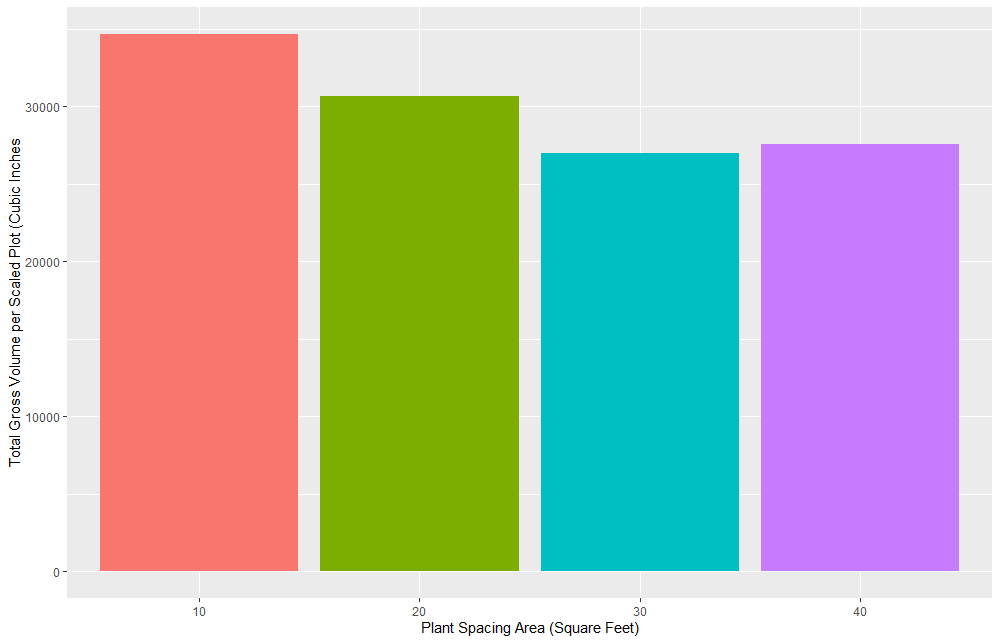 Total Gross Volume per Scaled Plot (Cubic Inches
30000
20000
10000
0
10 20 30 40
Plant Spacing Area (Square Feet)